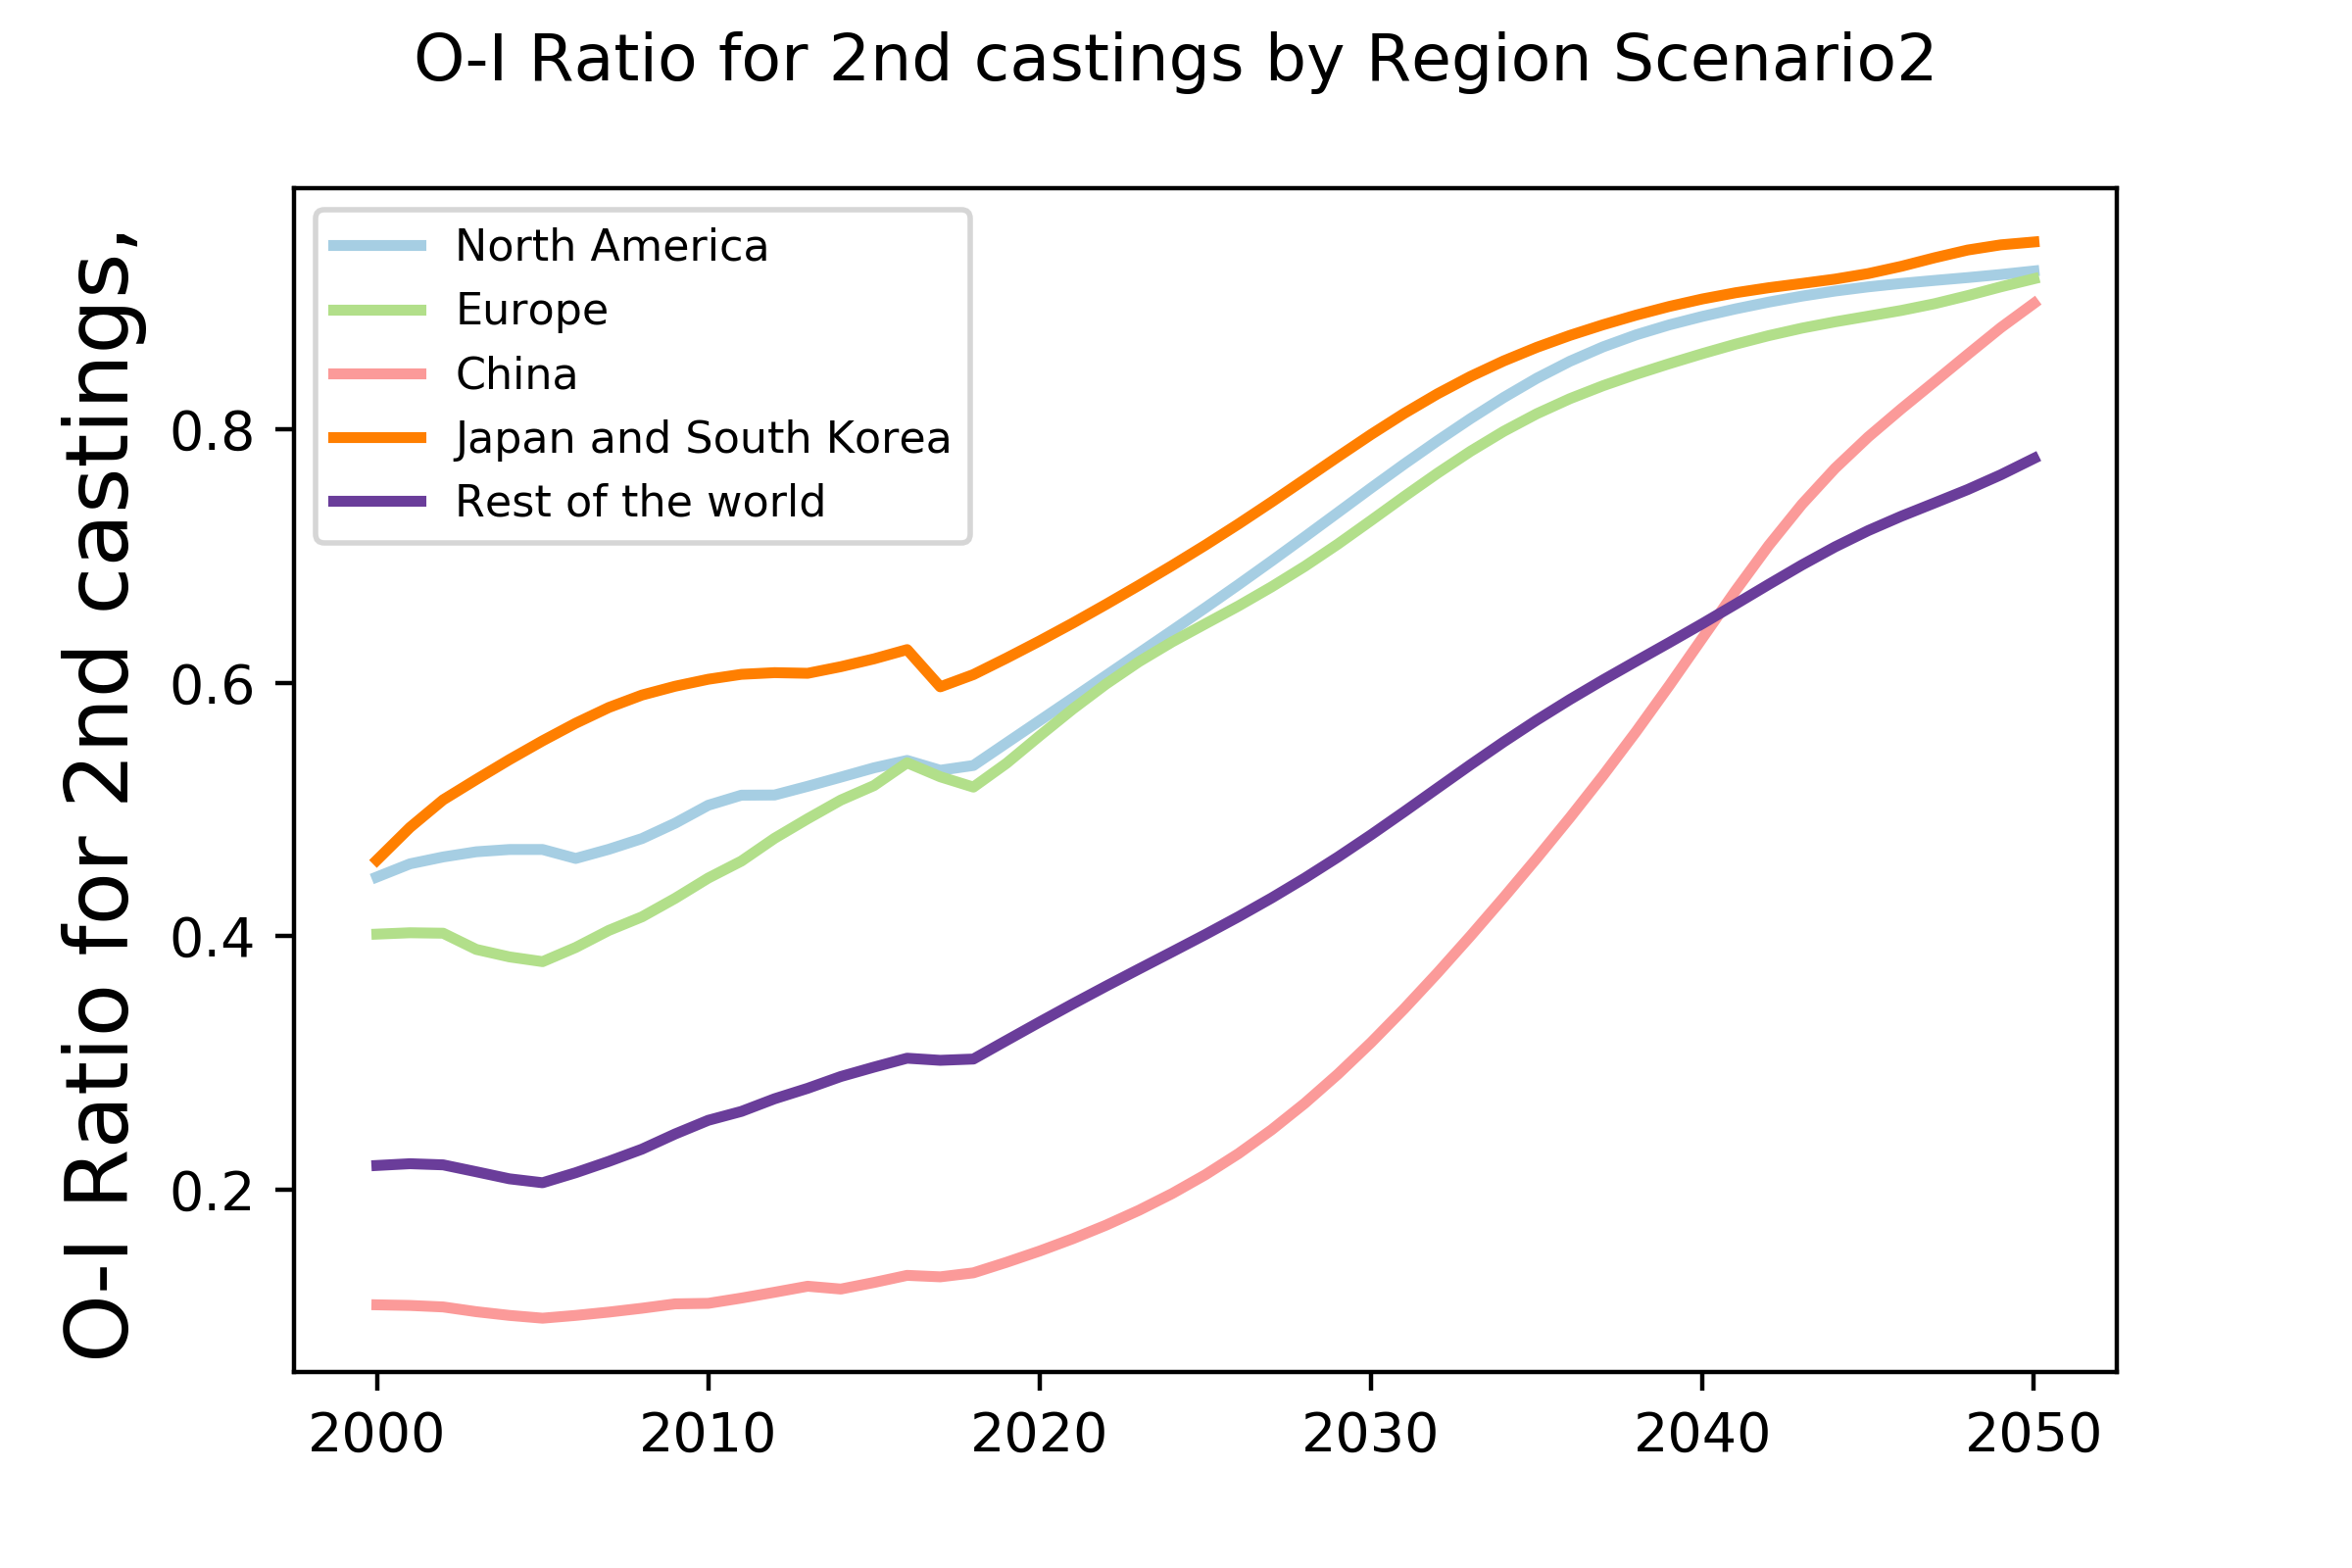 O-I Ratio for 2nd castings by Region Scenario2
O-I Ratio for 2nd castings,
North America
Europe
China
Japan and South Korea
Rest of the world
0.8
0.6
0.4
0.2
2000 2010 2020 2030 2040 2050